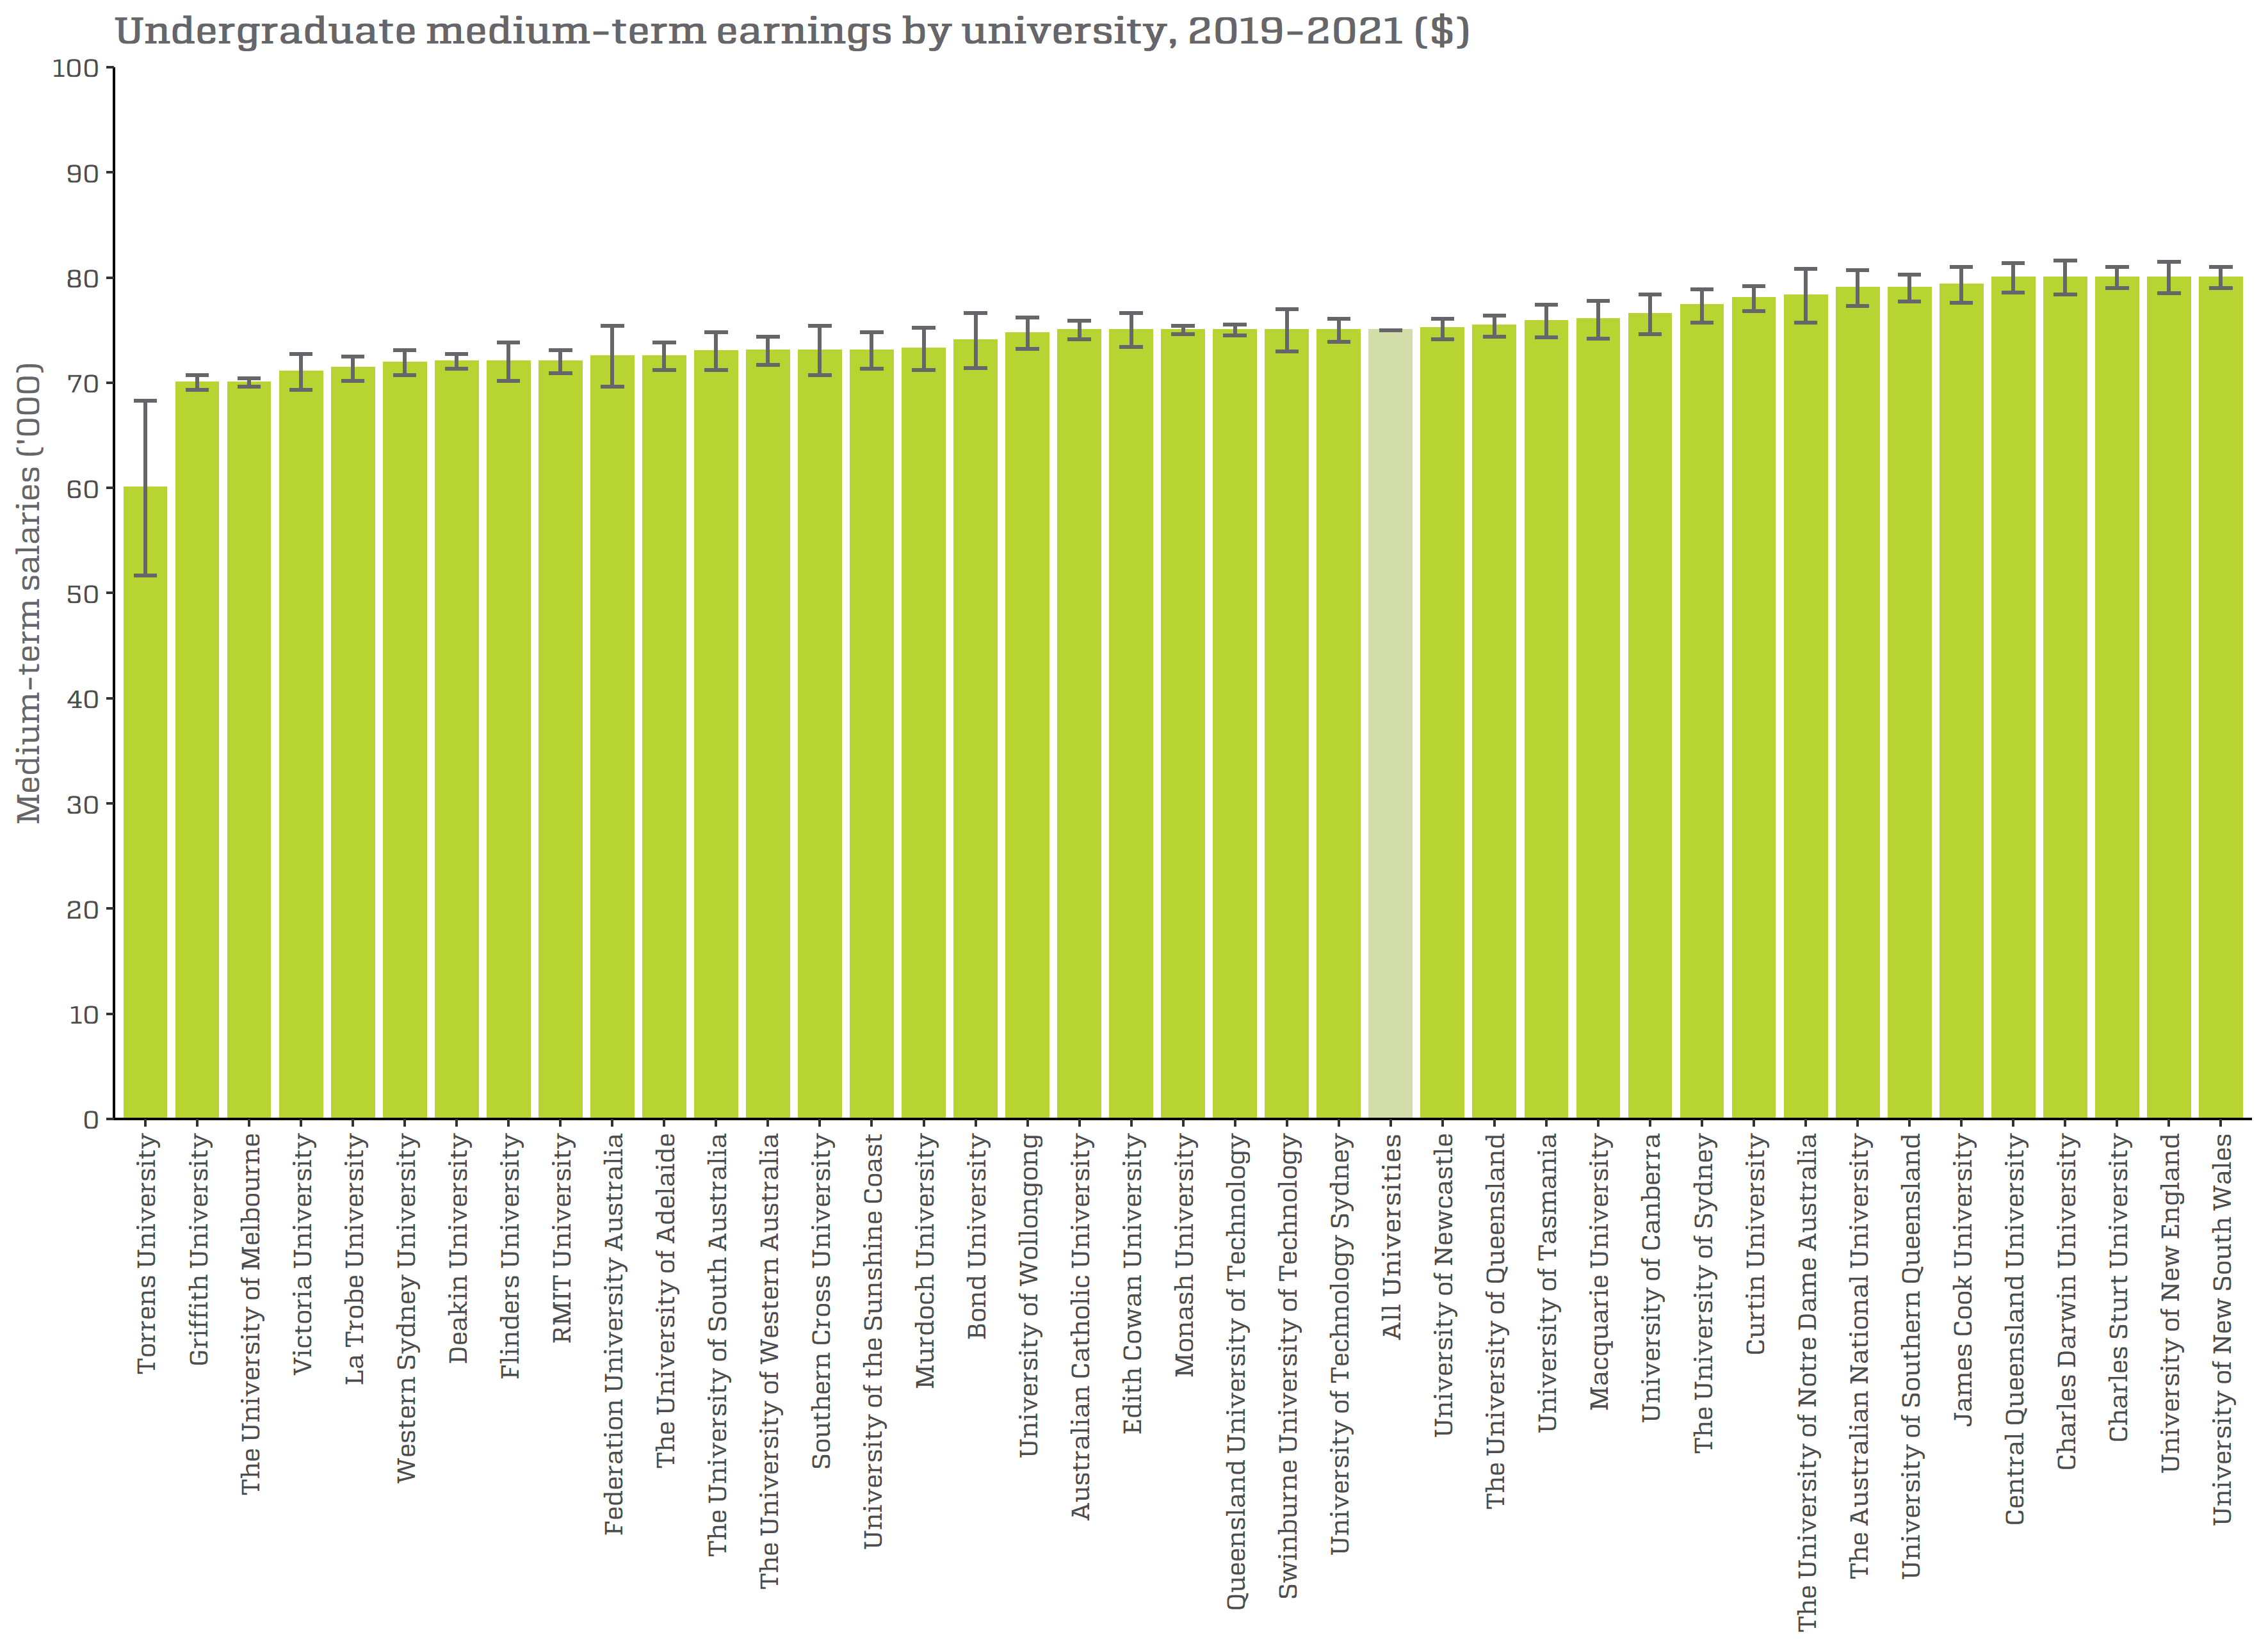 Undergraduate medium-term earnings by university, 2019-2021 ($)
Medium-term salaries ('000)
100
90
80
70
60
50
40
30
20
10
0
Torrens University
Griffith University
The University of Melbourne
Victoria University
La Trobe University
Western Sydney University
Deakin University
Flinders University
RMIT University
Federation University Australia
The University of Adelaide
The University of South Australia
The University of Western Australia
Southern Cross University
University of the Sunshine Coast
Murdoch University
Bond University
University of Wollongong
Australian Catholic University
Edith Cowan University
Monash University
Queensland University of Technology
Swinburne University of Technology
University of Technology Sydney
All Universities
University of Newcastle
The University of Queensland
University of Tasmania
Macquarie University
University of Canberra
The University of Sydney
Curtin University
The University of Notre Dame Australia
The Australian National University
University of Southern Queensland
James Cook University
Central Queensland University
Charles Darwin University
Charles Sturt University
University of New England
University of New South Wales